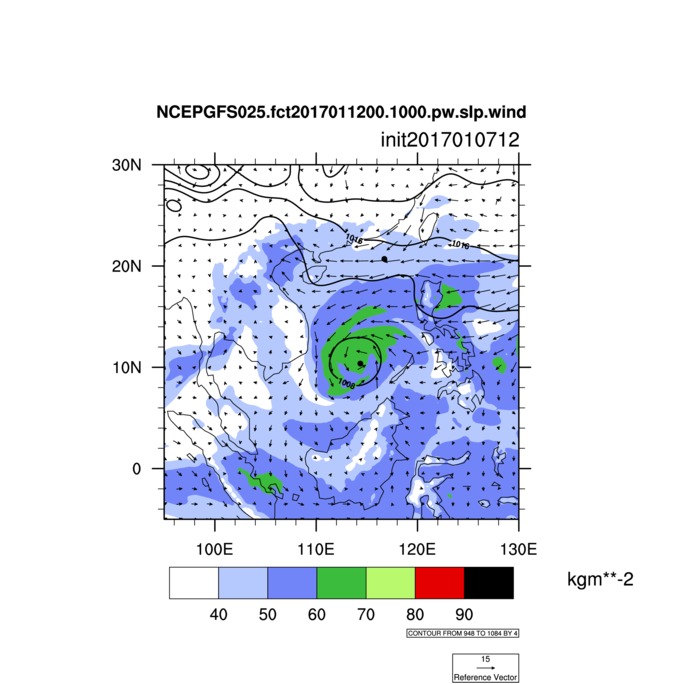 NCEPGFS025.fct2017011200.1000.pw.slp.wind
init2017010712
30N
1016
1016
20N
10N
1008
0
100E 110E 120E 130E
kgm**-2
40 50 60 70 80 90
CONTOUR FROM 948 TO 1084 BY 4
15
Reference Vector